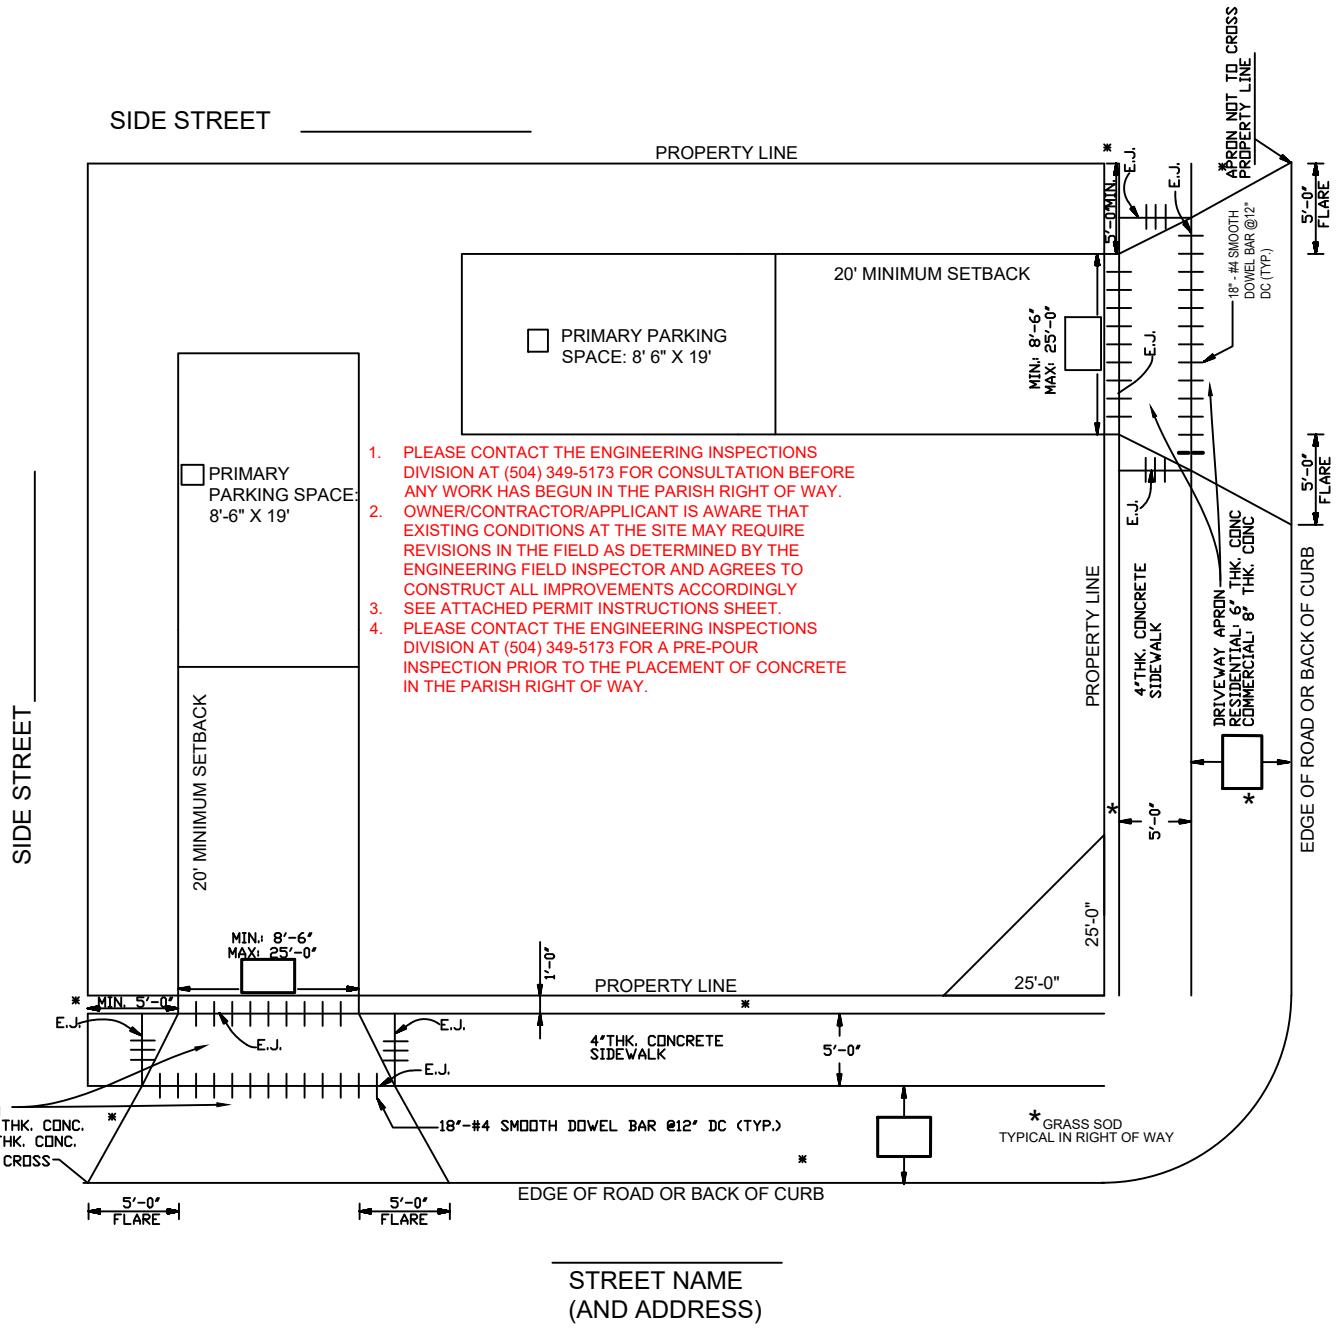 SIDE STREET
PROPERTY LINE
* APRON NOT TO CROSS
PROPERTY LINE
*
E.J.
E.J.
5'-0"MIN.
5'-0"
FLARE
18" - #4 SMOOTH
DOWEL BAR @12"
DC (TYP.)
20' MINIMUM SETBACK
PRIMARY PARKING
SPACE: 8' 6" X 19'
MIN.: 8'-6"
MAX: 25'-0"
E.J.
5'-0"
FLARE
E.J.
PRIMARY
PARKING SPACE:
8'-6" X 19'
1. PLEASE CONTACT THE ENGINEERING INSPECTIONS
DIVISION AT (504) 349-5173 FOR CONSULTATION BEFORE
ANY WORK HAS BEGUN IN THE PARISH RIGHT OF WAY.
2. OWNER/CONTRACTOR/APPLICANT IS AWARE THAT
EXISTING CONDITIONS AT THE SITE MAY REQUIRE
REVISIONS IN THE FIELD AS DETERMINED BY THE
ENGINEERING FIELD INSPECTOR AND AGREES TO
CONSTRUCT ALL IMPROVEMENTS ACCORDINGLY
3. SEE ATTACHED PERMIT INSTRUCTIONS SHEET.
4. PLEASE CONTACT THE ENGINEERING INSPECTIONS
DIVISION AT (504) 349-5173 FOR A PRE-POUR
INSPECTION PRIOR TO THE PLACEMENT OF CONCRETE
IN THE PARISH RIGHT OF WAY.
PROPERTY LINE
4"THK. CONCRETE
SIDEWALK
DRIVEWAY APRON
RESIDENTIAL: 6" THK. CONC
COMMERCIAL: 8" THK. CONC
EDGE OF ROAD OR BACK OF CURB
SIDE STREET
20' MINIMUM SETBACK
*
*
5'-0"
25'-0"
25'-0"
MIN.: 8'-6"
MAX: 25'-0"
1'-0"
PROPERTY LINE
*
* MIN. 5'-0"
E.J.
E.J.
E.J.
E.J.
4"THK. CONCRETE
SIDEWALK
5'-0"
THK. CONC.
THK. CONC.
CROSS
*
18"-#4 SMOOTH DOWEL BAR @12" DC (TYP.)
*
* GRASS SOD
TYPICAL IN RIGHT OF WAY
EDGE OF ROAD OR BACK OF CURB
5'-0"
FLARE
5'-0"
FLARE
STREET NAME
(AND ADDRESS)